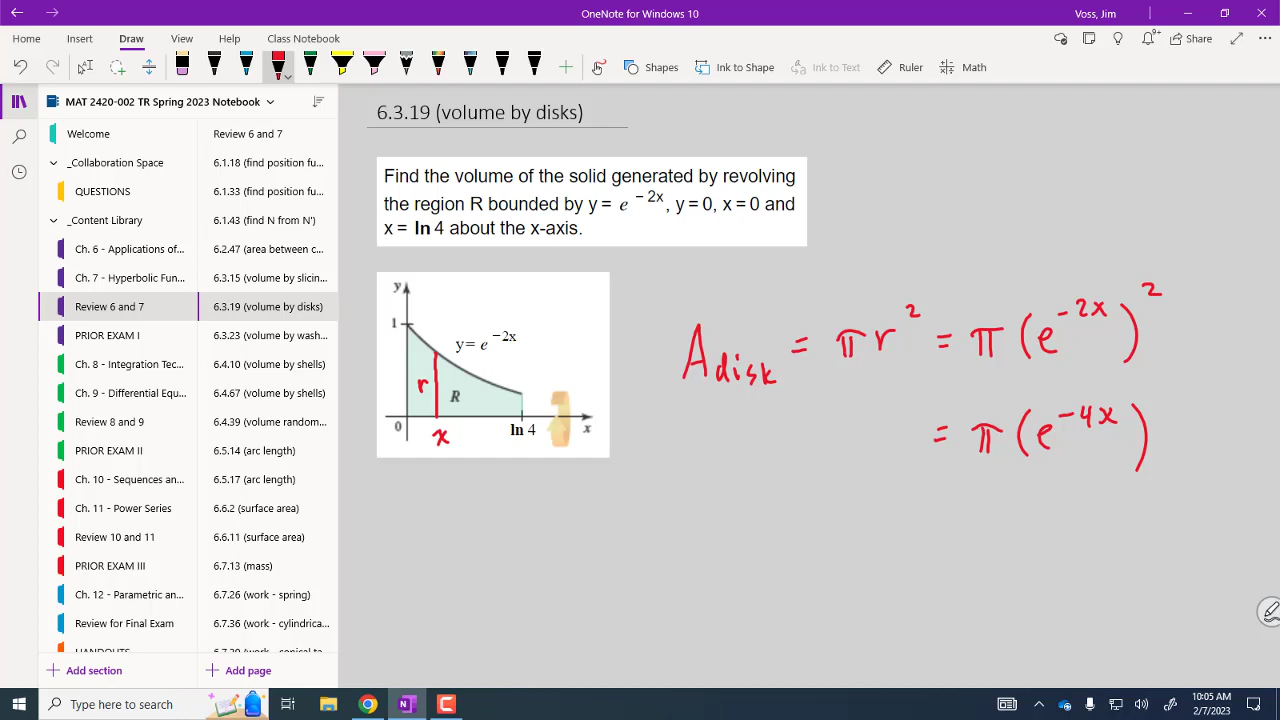 OneNote for Windows 10
Voss, Jim
Home Insert Draw View Help Class Notebook
Share
Shapes Ink to Shape Ink to Text Ruler Math
MAT 2420-002 TR Spring 2023 Notebook
Welcome
_Collaboration Space
QUESTIONS
_Content Library
Ch. 6 - Applications of...
Ch. 7 - Hyperbolic Fun...
Review 6 and 7
PRIOR EXAM I
Ch. 8 - Integration Tec...
Ch. 9 - Differential Equ...
Review 8 and 9
PRIOR EXAM II
Ch. 10 - Sequences an...
Ch. 11 - Power Series
Review 10 and 11
PRIOR EXAM III
Ch. 12 - Parametric an...
Review for Final Exam
HANDOUTS
Add section
Review 6 and 7
6.1.18 (find position fu...
6.1.33 (find position fu...
6.1.43 (find N from N')
6.2.47 (area between c...
6.3.15 (volume by slicin...
6.3.19 (volume by disks)
6.3.23 (volume by wash...
6.4.10 (volume by shells)
6.4.67 (volume by shells)
6.4.39 (volume random...
6.5.14 (arc length)
6.5.17 (arc length)
6.6.2 (surface area)
6.6.11 (surface area)
6.7.13 (mass)
6.7.26 (work - spring)
6.7.36 (work - cylindrica...
Add page
6.3.19 (volume by disks)
Find the volume of the solid generated by revolving
the region R bounded by y = e^{-2x}, y = 0, x = 0 and
x = ln 4 about the x-axis.
y
1
y = e^{-2x}
r
R
0
x
ln 4
x
A_{disk} = πr² = π(e^{-2x})²
= π(e^{-4x})
Type here to search
10:05 AM
2/7/2023